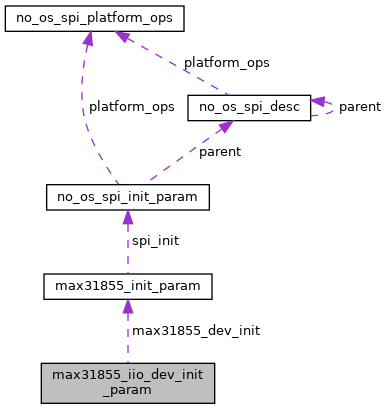 no_os_spi_platform_ops
platform_ops
no_os_spi_desc
platform_ops
parent
parent
no_os_spi_init_param
spi_init
max31855_init_param
max31855_dev_init
max31855_iio_dev_init
_param